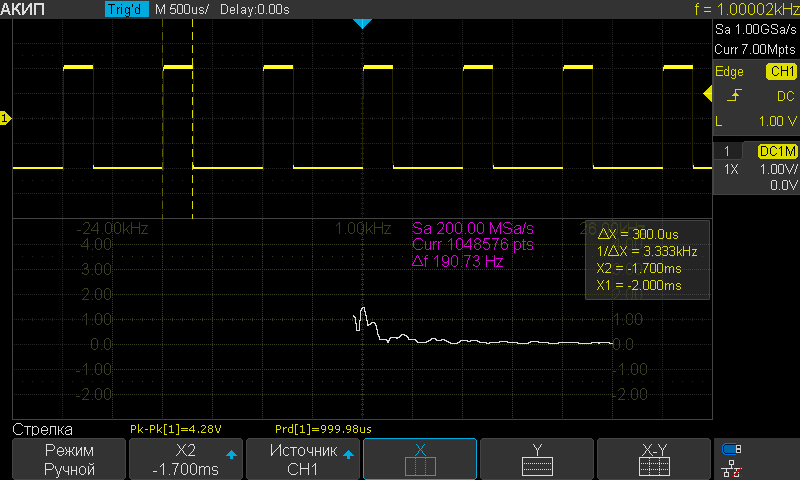 АКИП Trig'd M 500us/ Delay:0.00s f = 1.00002kHz
Sa 1.00GSa/s
Curr 7.00Mpts
Edge CH1
DC
L 1.00 V
1 DC1M
1X 1.00V/
0.0V
1
-24.00kHz 1.00kHz 26.00kHz
Sa 200.00 MSa/s
Curr 1048576 pts
Δf 190.73 Hz
ΔX = 300.0us
1/ΔX = 3.333kHz
X2 = -1.700ms
X1 = -2.000ms
4.00
3.00
2.00
1.00 1.00
0.0 0.0
-1.00 -1.00
-2.00 -2.00
Стрелка Pk-Pk[1]=4.28V Prd[1]=999.98us
Режим
Ручной
X2
-1.700ms
Источник
CH1
X
Y
X-Y